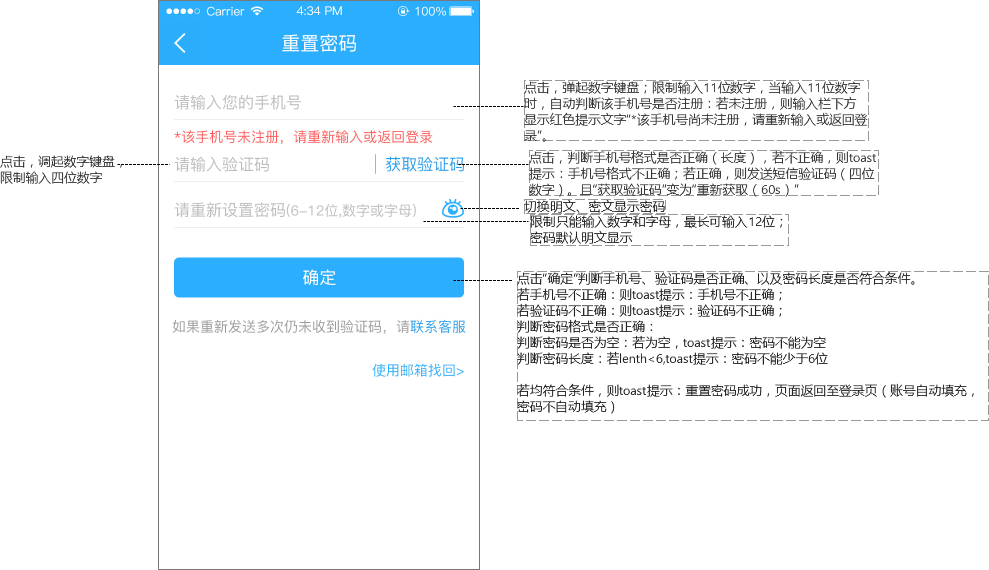 Carrier 4:34 PM 100%
重置密码
请输入您的手机号
*该手机号未注册，请重新输入或返回登录
请输入验证码
获取验证码
请重新设置密码(6-12位,数字或字母)
确定
如果重新发送多次仍未收到验证码，请联系客服
使用邮箱找回>
点击，调起数字键盘，
限制输入四位数字
点击，弹起数字键盘；限制输入11位数字，当输入11位数字
时，自动判断该手机号是否注册：若未注册，则输入栏下方
显示红色提示文字"*该手机号尚未注册，请重新输入或返回登
录"。
点击，判断手机号格式是否正确（长度），若不正确，则toast
提示：手机号格式不正确；若正确，则发送短信验证码（四位
数字）。且"获取验证码"变为"重新获取（60s）"
切换明文、密文显示密码
限制只能输入数字和字母，最长可输入12位；
密码默认明文显示
点击"确定"判断手机号、验证码是否正确、以及密码长度是否符合条件。
若手机号不正确：则toast提示：手机号不正确；
若验证码不正确：则toast提示：验证码不正确；
判断密码格式是否正确：
判断密码是否为空：若为空，toast提示：密码不能为空
判断密码长度：若lenth<6,toast提示：密码不能少于6位
若均符合条件，则toast提示：重置密码成功，页面返回至登录页（账号自动填充，
密码不自动填充）